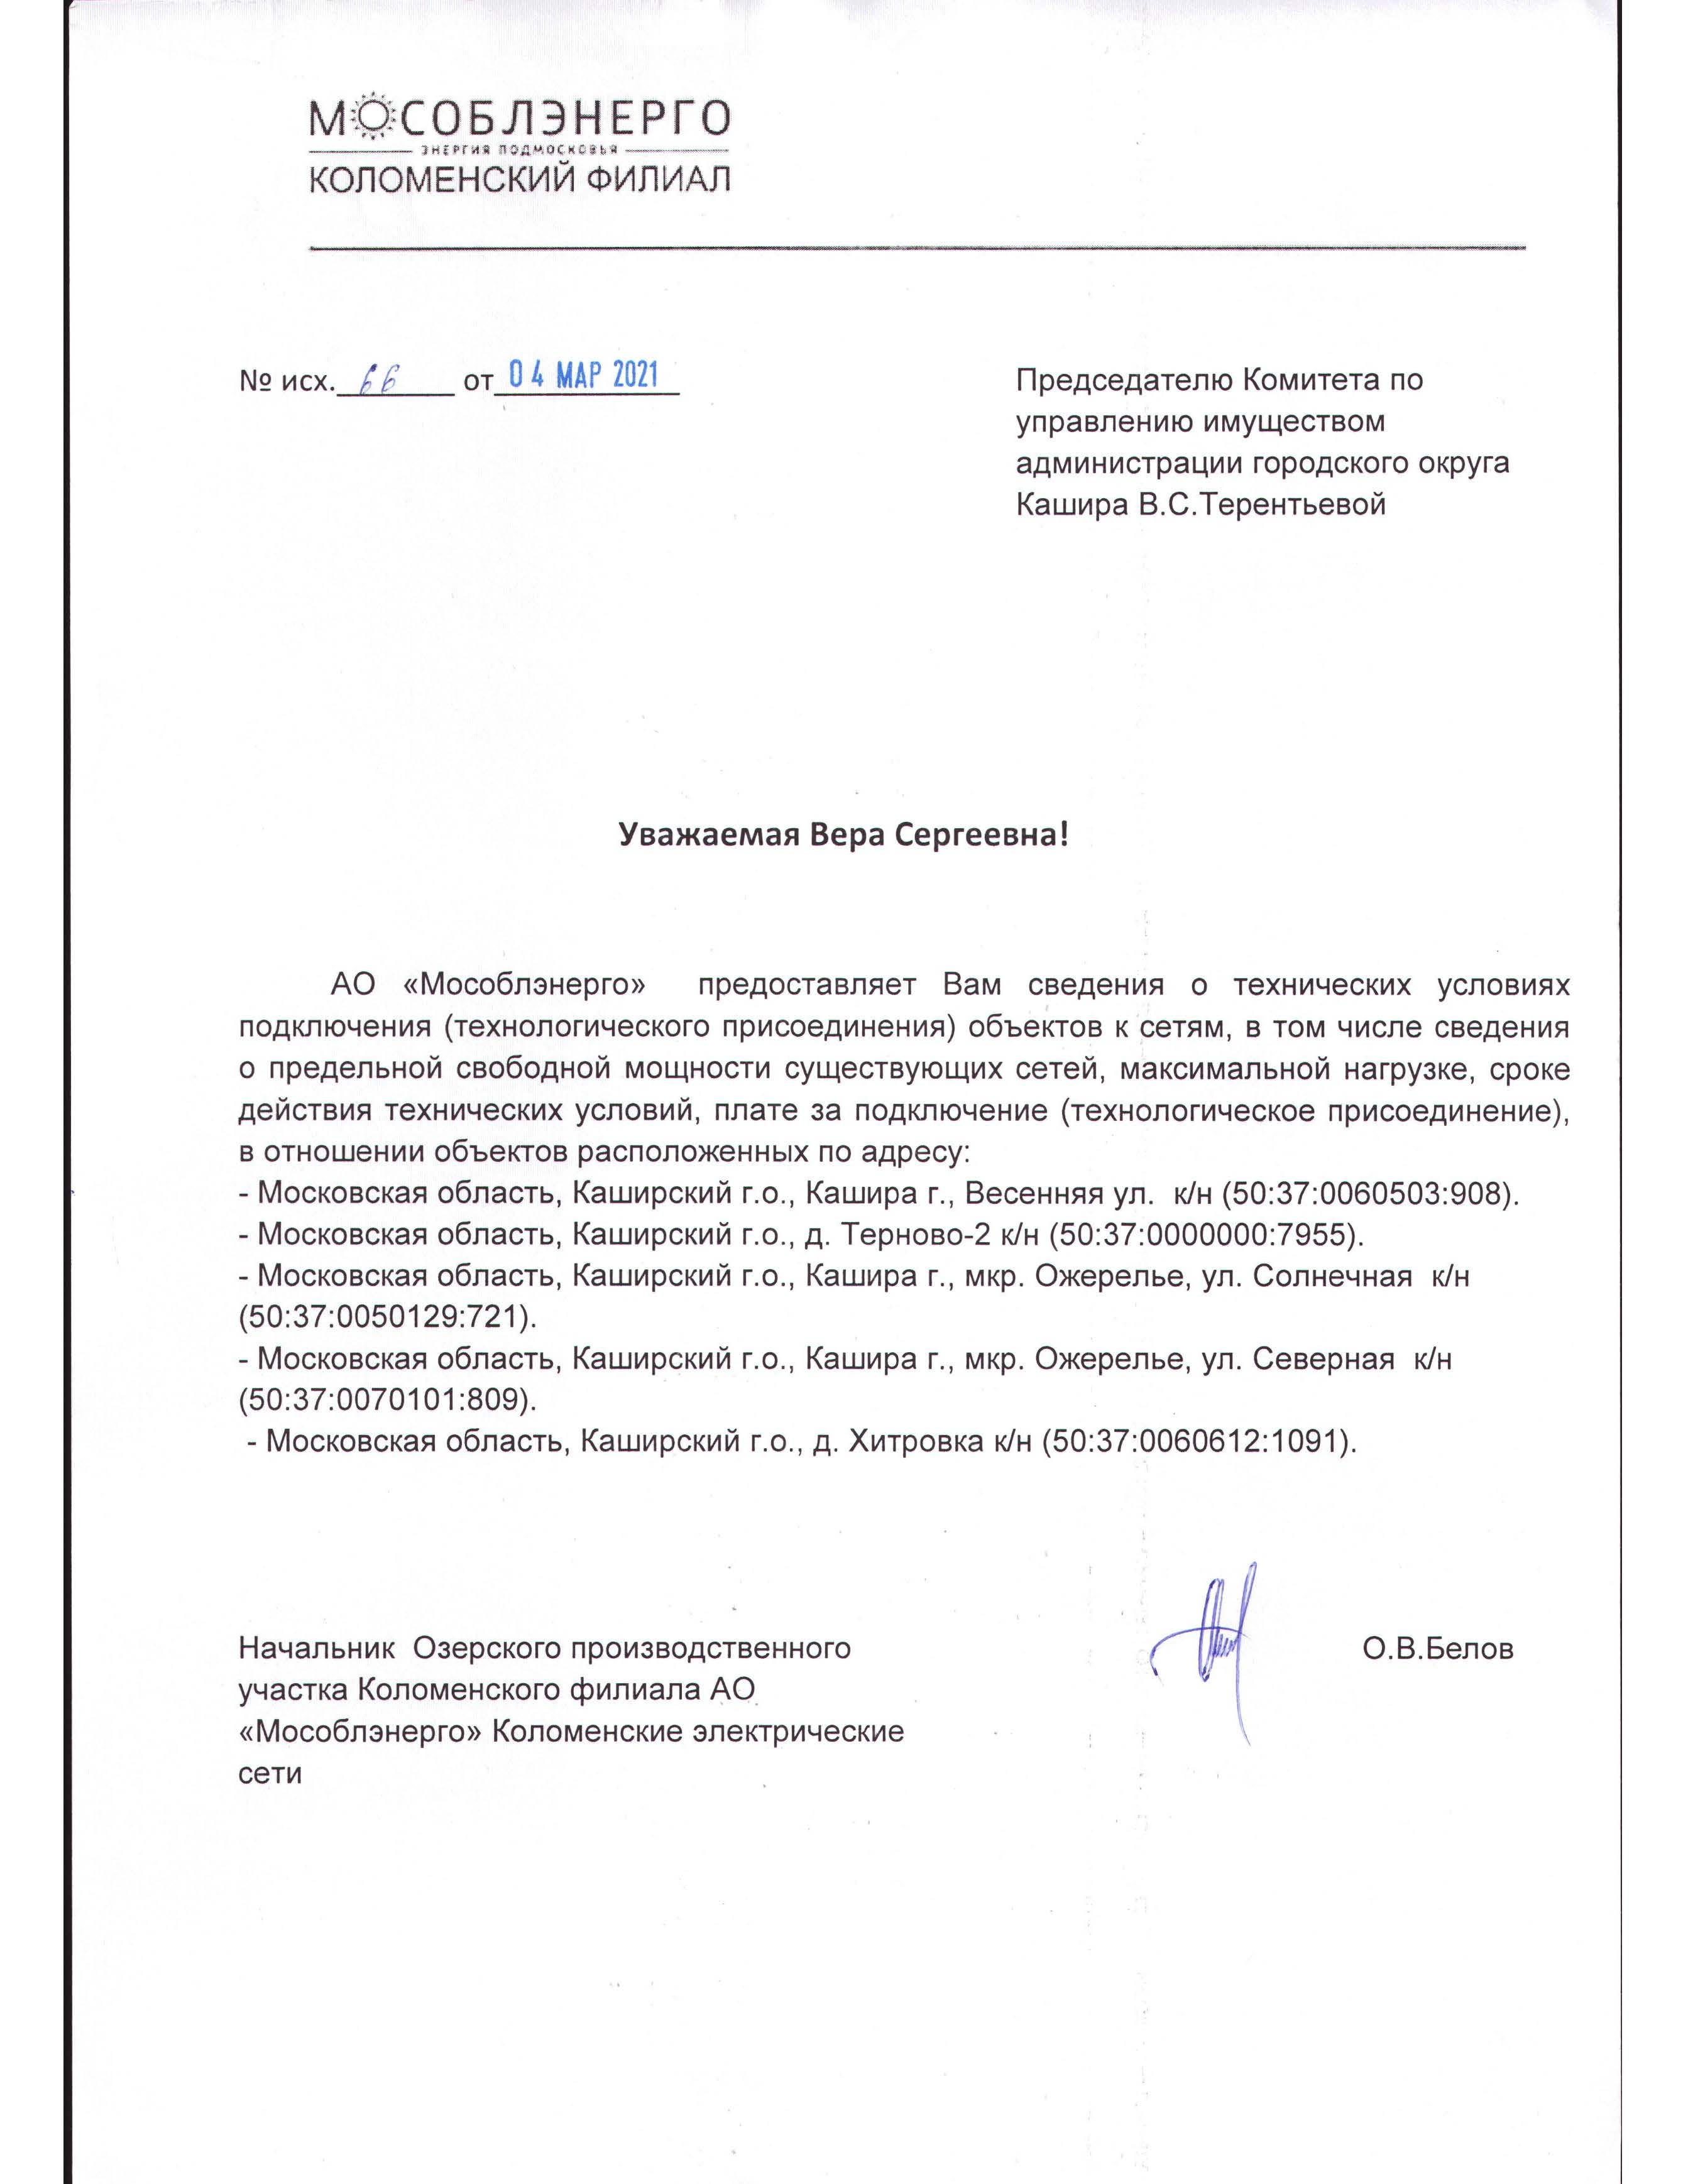 МОСОБЛЭНЕРГО
ЭНЕРГИЯ ПОДМОСКОВЬЯ
КОЛОМЕНСКИЙ ФИЛИАЛ
№ исх. 66 от 04 МАР 2021
Председателю Комитета по
управлению имуществом
администрации городского округа
Кашира В.С.Терентьевой
Уважаемая Вера Сергеевна!
АО «Мособлэнерго» предоставляет Вам сведения о технических условиях
подключения (технологического присоединения) объектов к сетям, в том числе сведения
о предельной свободной мощности существующих сетей, максимальной нагрузке, сроке
действия технических условий, плате за подключение (технологическое присоединение),
в отношении объектов расположенных по адресу:
- Московская область, Каширский г.о., Кашира г., Весенняя ул. к/н (50:37:0060503:908).
- Московская область, Каширский г.о., д. Терново-2 к/н (50:37:0000000:7955).
- Московская область, Каширский г.о., Кашира г., мкр. Ожерелье, ул. Солнечная к/н
(50:37:0050129:721).
- Московская область, Каширский г.о., Кашира г., мкр. Ожерелье, ул. Северная к/н
(50:37:0070101:809).
- Московская область, Каширский г.о., д. Хитровка к/н (50:37:0060612:1091).
Начальник Озерского производственного
участка Коломенского филиала АО
«Мособлэнерго» Коломенские электрические
сети
О.В.Белов